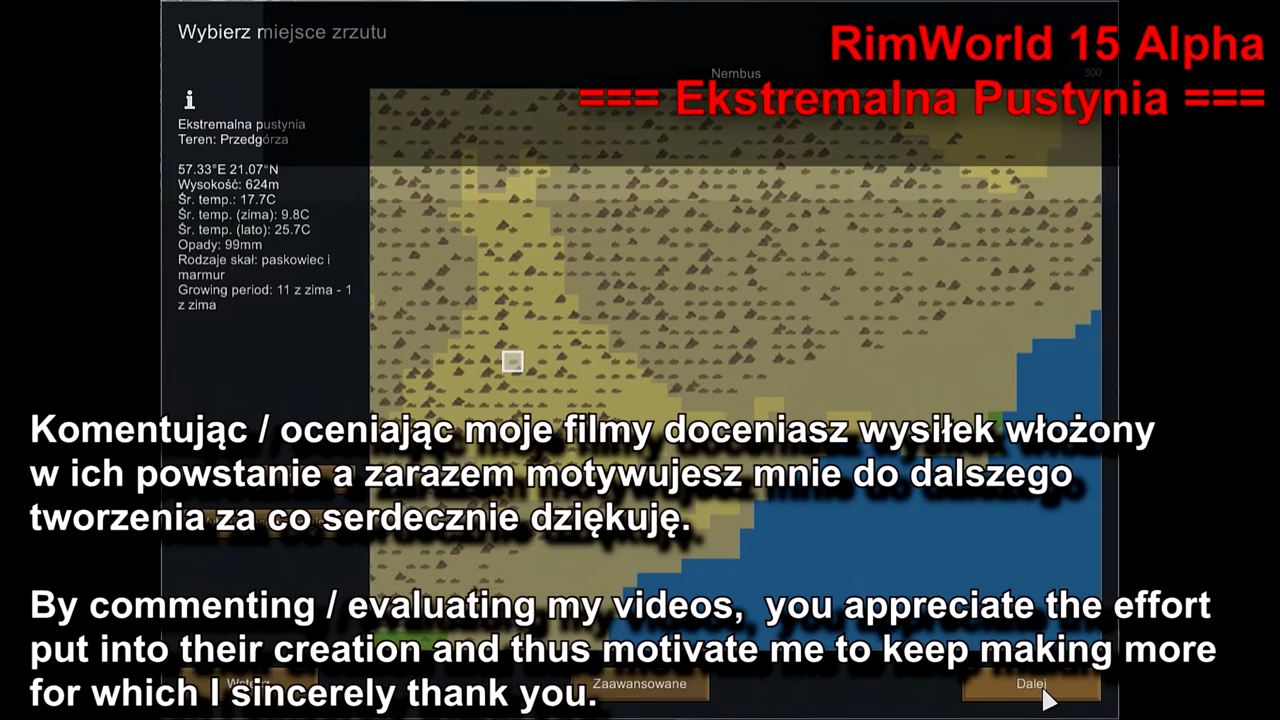 Wybierz miejsce zrzutu
RimWorld 15 Alpha
=== Ekstremalna Pustynia ===
Nembus
300
Ekstremalna pustynia
Teren: Przedgórza
57.33°E 21.07°N
Wysokość: 624m
Śr. temp.: 17.7C
Śr. temp. (zima): 9.8C
Śr. temp. (lato): 25.7C
Opady: 99mm
Rodzaje skał: paskowiec i
marmur
Growing period: 11 z zima - 1
z zima
Komentując / oceniając moje filmy doceniasz wysiłek włożony
w ich powstanie a zarazem motywujesz mnie do dalszego
tworzenia za co serdecznie dziękuję.
By commenting / evaluating my videos,  you appreciate the effort
put into their creation and thus motivate me to keep making more
for which I sincerely thank you.
Zaawansowane
Dalej